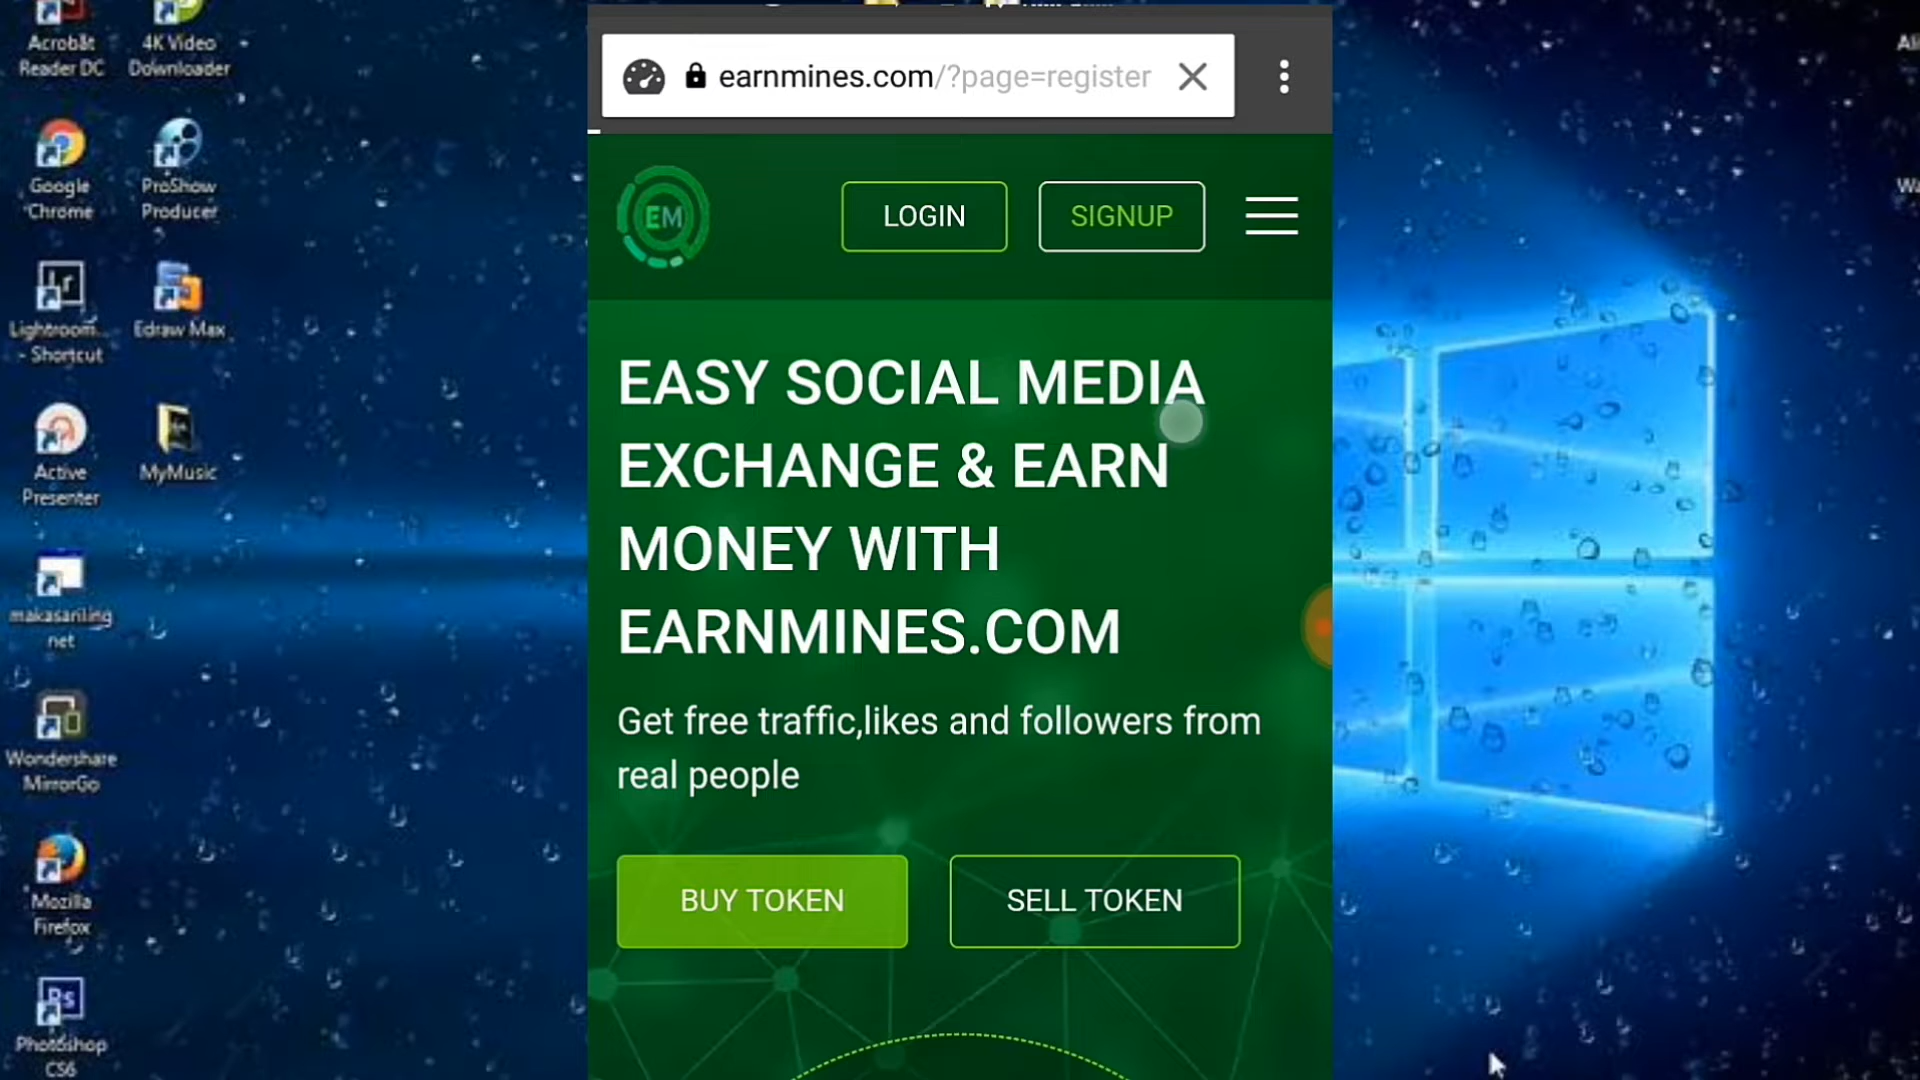 Acrobat
Reader DC
4K Video
Downloader
Google
Chrome
ProShow
Producer
Lightroom...
- Shortcut
Edraw Max
Active
Presenter
MyMusic
makasariling
net
Wondershare
MirrorGo
Mozilla
Firefox
Ps
Photoshop
CS6
earnmines.com/?page=register
EM
LOGIN
SIGNUP
EASY SOCIAL MEDIA
EXCHANGE & EARN
MONEY WITH
EARNMINES.COM
Get free traffic,likes and followers from
real people
BUY TOKEN
SELL TOKEN